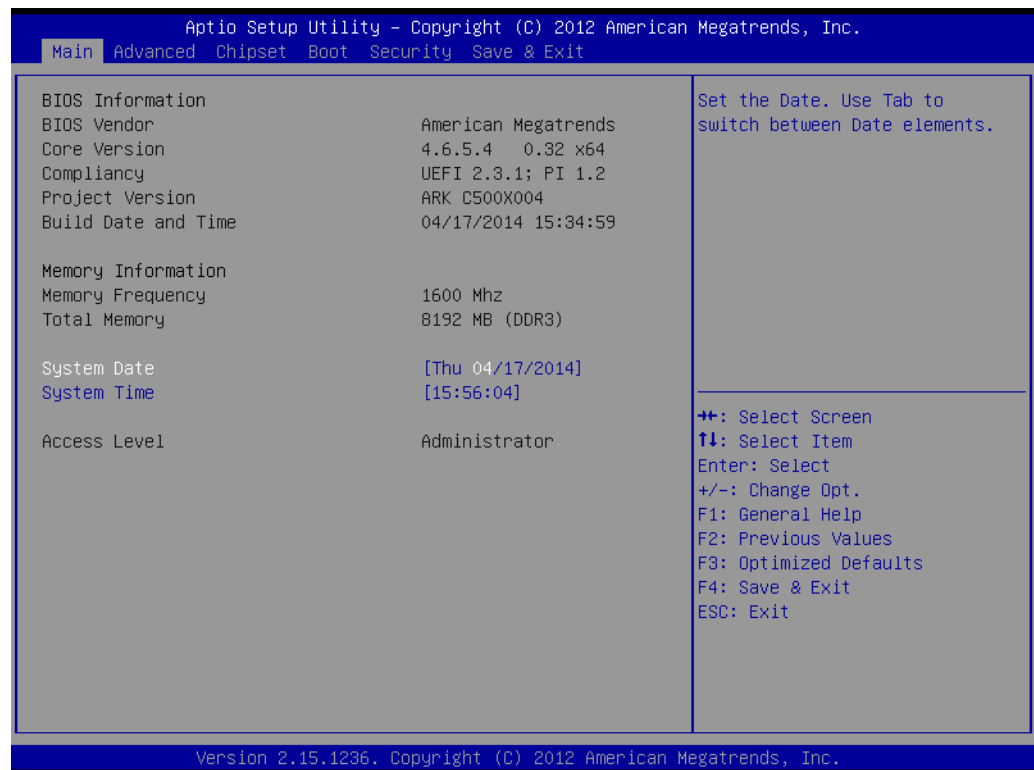 Aptio Setup Utility – Copyright (C) 2012 American Megatrends, Inc.
Main Advanced Chipset Boot Security Save & Exit
BIOS Information
BIOS Vendor American Megatrends
Core Version 4.6.5.4 0.32 x64
Compliancy UEFI 2.3.1; PI 1.2
Project Version ARK C500X004
Build Date and Time 04/17/2014 15:34:59
Memory Information
Memory Frequency 1600 Mhz
Total Memory 8192 MB (DDR3)
System Date [Thu 04/17/2014]
System Time [15:56:04]
Access Level Administrator
Set the Date. Use Tab to
switch between Date elements.
→←: Select Screen
↑↓: Select Item
Enter: Select
+/-: Change Opt.
F1: General Help
F2: Previous Values
F3: Optimized Defaults
F4: Save & Exit
ESC: Exit
Version 2.15.1236. Copyright (C) 2012 American Megatrends, Inc.